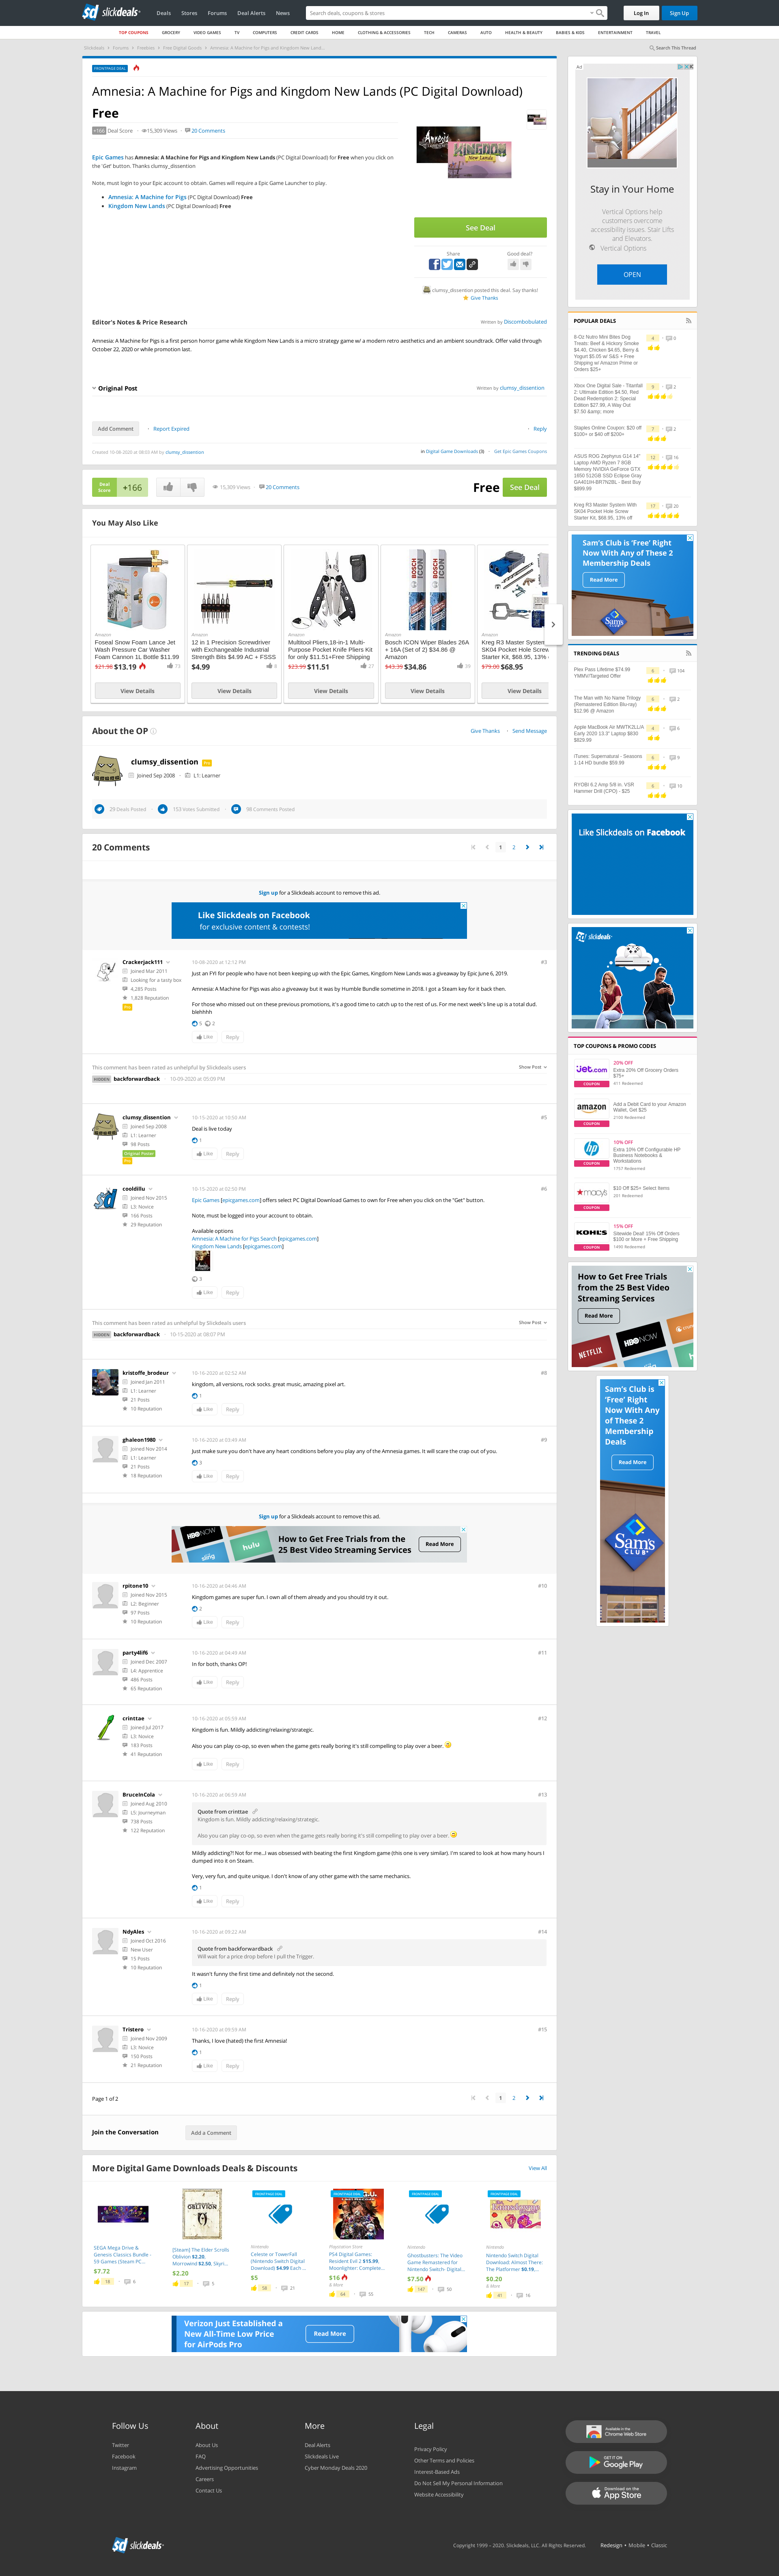 slickdeals
Deals Stores Forums Deal Alerts News
Search deals, coupons & stores
Log In Sign Up
TOP COUPONS GROCERY VIDEO GAMES TV COMPUTERS CREDIT CARDS HOME CLOTHING & ACCESSORIES TECH CAMERAS AUTO HEALTH & BEAUTY BABIES & KIDS ENTERTAINMENT TRAVEL
Slickdeals Forums Freebies Free Digital Goods Amnesia: A Machine for Pigs and Kingdom New Land...
Search This Thread
FRONTPAGE DEAL
Amnesia: A Machine for Pigs and Kingdom New Lands (PC Digital Download)
Free
+166 Deal Score 15,309 Views 20 Comments
Epic Games has Amnesia: A Machine for Pigs and Kingdom New Lands (PC Digital Download) for Free when you click on
the 'Get' button. Thanks clumsy_dissention
Note, must login to your Epic account to obtain. Games will require a Epic Games Launcher to play.
Amnesia: A Machine for Pigs (PC Digital Download) Free
Kingdom New Lands (PC Digital Download) Free
See Deal
Share
Good deal?
clumsy_dissention posted this deal. Say thanks!
Give Thanks
Editor's Notes & Price Research
Written by Discombobulated
Amnesia: A Machine for Pigs is a first person horror game while Kingdom New Lands is a micro strategy game w/ a modern retro aesthetics and an ambient soundtrack. Offer valid through
October 22, 2020 or while promotion last.
Original Post
Written by clumsy_dissention
Add Comment
Report Expired
Reply
Created 10-08-2020 at 08:55 AM by clumsy_dissention
in Digital Game Downloads (3) Get Epic Games Coupons
Deal
Score
+166
15,309 Views 20 Comments
Free
See Deal
You May Also Like
Amazon
Foseal Snow Foam Lance Jet
Wash Pressure Car Washer
Foam Cannon 1L Bottle $11.99
$21.98 $13.19
73
View Details
Amazon
12 in 1 Precision Screwdriver
with Exchangeable Industrial
Strength Bits $4.99 AC + FSSS
$4.99
6
View Details
Amazon
Multitool Pliers,18-in-1 Multi-
Purpose Pocket Knife Pliers Kit
for only $11.51+Free Shipping
$23.99 $11.51
27
View Details
Amazon
Bosch ICON Wiper Blades 26A
+ 16A (Set of 2) $34.86 @
Amazon
$43.39 $34.86
39
View Details
Amazon
Kreg R3 Master System
SK04 Pocket Hole Screw
Starter Kit, $68.95, 13%
$79.00 $68.95
View Details
About the OP
Give Thanks Send Message
clumsy_dissention Pro
Joined Sep 2008 L1: Learner
29 Deals Posted 153 Votes Submitted 98 Comments Posted
20 Comments
1 2
Sign up for a Slickdeals account to remove this ad.
Like Slickdeals on Facebook
for exclusive content & contests!
Crackerjack111
Joined Mar 2011
Looking for a tasty box
4,285 Posts
1,828 Reputation
Pro
10-08-2020 at 12:12 PM
#3
Just an FYI for people who have not been keeping up with the Epic Games, Kingdom New Lands was a giveaway by Epic June 6, 2019.
Amnesia: A Machine for Pigs was also a giveaway but it was by Humble Bundle sometime in 2018. I got a Steam key for it back then.
For those who missed out on these previous promotions, it's a good time to catch up to the rest of us. For me next week's line up is a total dud.
blehhhh
5 2
Like Reply
This comment has been rated as unhelpful by Slickdeals users
Show Post
HIDDEN backforwardback 10-09-2020 at 05:09 PM
clumsy_dissention
Joined Sep 2008
L1: Learner
98 Posts
Original Poster
Pro
10-15-2020 at 10:50 AM
#5
Deal is live today
1
Like Reply
cooldillu
Joined Nov 2015
L3: Novice
166 Posts
29 Reputation
10-15-2020 at 02:50 PM
#6
Epic Games [epicgames.com] offers select PC Digital Download Games to own for Free when you click on the "Get" button.
Note, must be logged into your account to obtain.
Available options
Amnesia: A Machine for Pigs Search [epicgames.com]
Kingdom New Lands [epicgames.com]
3
Like Reply
This comment has been rated as unhelpful by Slickdeals users
Show Post
HIDDEN backforwardback 10-15-2020 at 08:07 PM
kristoffe_brodeur
Joined Jan 2011
L1: Learner
21 Posts
10 Reputation
10-16-2020 at 02:52 AM
#8
kingdom, all versions, rock socks. great music, amazing pixel art.
1
Like Reply
ghaleon1980
Joined Nov 2014
L1: Learner
21 Posts
18 Reputation
10-16-2020 at 03:49 AM
#9
Just make sure you don't have any heart conditions before you play any of the Amnesia games. It will scare the crap out of you.
3
Like Reply
Sign up for a Slickdeals account to remove this ad.
HBO NOW
sling
hulu
How to Get Free Trials from the
25 Best Video Streaming Services
Read More
rpitone10
Joined Nov 2015
L2: Beginner
97 Posts
10 Reputation
10-16-2020 at 04:46 AM
#10
Kingdom games are super fun. I own all of them already and you should try it out.
2
Like Reply
party4lif6
Joined Dec 2007
L4: Apprentice
486 Posts
65 Reputation
10-16-2020 at 04:49 AM
#11
In for both, thanks OP!
Like Reply
crinttae
Joined Jul 2017
L3: Novice
183 Posts
41 Reputation
10-16-2020 at 05:59 AM
#12
Kingdom is fun. Mildly addicting/relaxing/strategic.
Also you can play co-op, so even when the game gets really boring it's still compelling to play over a beer.
Like Reply
BruceInCola
Joined Aug 2010
L5: Journeyman
738 Posts
122 Reputation
10-16-2020 at 06:59 AM
#13
Quote from crinttae
Kingdom is fun. Mildly addicting/relaxing/strategic.
Also you can play co-op, so even when the game gets really boring it's still compelling to play over a beer.
Mildly addicting?! Not for me...I was obsessed with beating the first Kingdom game (this one is very similar). I'm scared to look at how many hours I
dumped into it on Steam.
Very, very fun, and quite unique. I don't know of any other game with the same mechanics.
1
Like Reply
NdyAles
Joined Oct 2016
New User
15 Posts
10 Reputation
10-16-2020 at 09:22 AM
#14
Quote from backforwardback
Will wait for a price drop before I pull the Trigger.
It wasn't funny the first time and definitely not the second.
1
Like Reply
Tristero
Joined Nov 2009
L3: Novice
150 Posts
21 Reputation
10-16-2020 at 09:59 AM
#15
Thanks, I love (hated) the first Amnesia!
1
Like Reply
Page 1 of 2
1 2
Join the Conversation
Add a Comment
More Digital Game Downloads Deals & Discounts
View All
SEGA Mega Drive &
Genesis Classics Bundle -
59 Games (Steam PC...
$7.72
18 6
OBLIVION
[Steam] The Elder Scrolls
Oblivion $2.20,
Morrowind $2.50, Skyri...
$2.20
17 5
FRONTPAGE DEAL
Nintendo
Celeste or TowerFall
(Nintendo Switch Digital
Download) $4.99 Each ...
$5
58 21
FRONTPAGE DEAL
Playstation Store
PS4 Digital Games:
Resident Evil 2 $15.99,
Moonlighter: Complete...
$16
& More
64 55
FRONTPAGE DEAL
Nintendo
Ghostbusters: The Video
Game Remastered for
Nintendo Switch- Digital...
$7.50
147 50
FRONTPAGE DEAL
Nintendo
Nintendo Switch Digital
Download: Almost There:
The Platformer $0.19,...
$0.20
& More
41 16
Verizon Just Established a
New All-Time Low Price
for AirPods Pro
Read More
Ad
Stay in Your Home
Vertical Options help
customers overcome
accessibility issues. Stair Lifts
and Elevators.
Vertical Options
OPEN
POPULAR DEALS
8-Oz Nutro Mini Bites Dog
Treats: Beef & Hickory Smoke
$4.40, Chicken $4.65, Berry &
Yogurt $5.05 w/ S&S + Free
Shipping w/ Amazon Prime or
Orders $25+
4 0
Xbox One Digital Sale - Titanfall
2: Ultimate Edition $4.50, Red
Dead Redemption 2: Special
Edition $27.99, A Way Out
$7.50 &amp; more
9 2
Staples Online Coupon: $20 off
$100+ or $40 off $200+
7 2
ASUS ROG Zephyrus G14 14"
Laptop AMD Ryzen 7 8GB
Memory NVIDIA GeForce GTX
1650 512GB SSD Eclipse Gray
GA401IH-BR7N2BL - Best Buy
$899.99
12 16
Kreg R3 Master System With
SK04 Pocket Hole Screw
Starter Kit, $68.95, 13% off
17 20
Sam's Club is 'Free' Right
Now With Any of These 2
Membership Deals
Read More
Sam's
TRENDING DEALS
Plex Pass Lifetime $74.99
YMMV/Targeted Offer
6 104
The Man with No Name Trilogy
(Remastered Edition Blu-ray)
$12.96 @ Amazon
6 2
Apple MacBook Air MWTK2LL/A
Early 2020 13.3" Laptop $630
$829.99
4 6
iTunes: Supernatural - Seasons
1-14 HD bundle $59.99
6 9
RYOBI 6.2 Amp 5/8 in. VSR
Hammer Drill (CPO) - $25
6 10
Like Slickdeals on Facebook
slickdeals
TOP COUPONS & PROMO CODES
jet.com
COUPON
20% OFF
Extra 20% Off Grocery Orders
$75+
411 Redeemed
amazon
COUPON
Add a Debit Card to your Amazon
Wallet, Get $25
2100 Redeemed
hp
COUPON
10% OFF
Extra 10% Off Configurable HP
Business Notebooks &
Workstations
1757 Redeemed
macys
COUPON
$10 Off $25+ Select Items
201 Redeemed
KOHL'S
COUPON
15% OFF
Sitewide Deal! 15% Off Orders
$100 or More + Free Shipping
1490 Redeemed
How to Get Free Trials
from the 25 Best Video
Streaming Services
Read More
NETFLIX
HBO NOW
hulu
Sam's Club is
'Free' Right
Now With Any
of These 2
Membership
Deals
Read More
Sam's
CLUB
Follow Us
Twitter
Facebook
Instagram
About
About Us
FAQ
Advertising Opportunities
Careers
Contact Us
More
Deal Alerts
Slickdeals Live
Cyber Monday Deals 2020
Legal
Privacy Policy
Other Terms and Policies
Interest-Based Ads
Do Not Sell My Personal Information
Website Accessibility
Available in the
Chrome Web Store
GET IT ON
Google Play
Download on the
App Store
slickdeals
Copyright 1999 - 2020. Slickdeals, LLC. All Rights Reserved. Redesign • Mobile • Classic